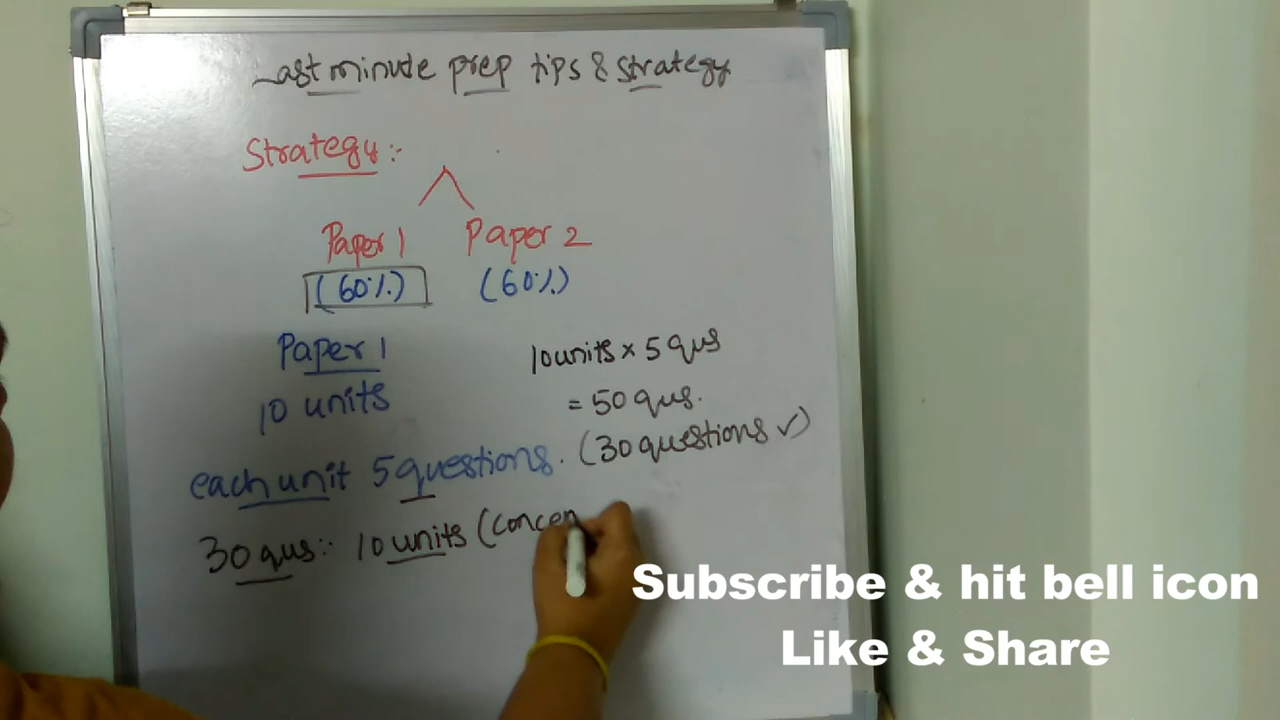 Last minute prep tips & strategy
Strategy:-
Paper 1 Paper 2
(60%) (60%)
Paper 1
10 units
10 units × 5 qus
= 50 qus.
each unit 5 questions. (30 questions ✓)
30 qus:- 10 units (concen
Subscribe & hit bell icon
Like & Share